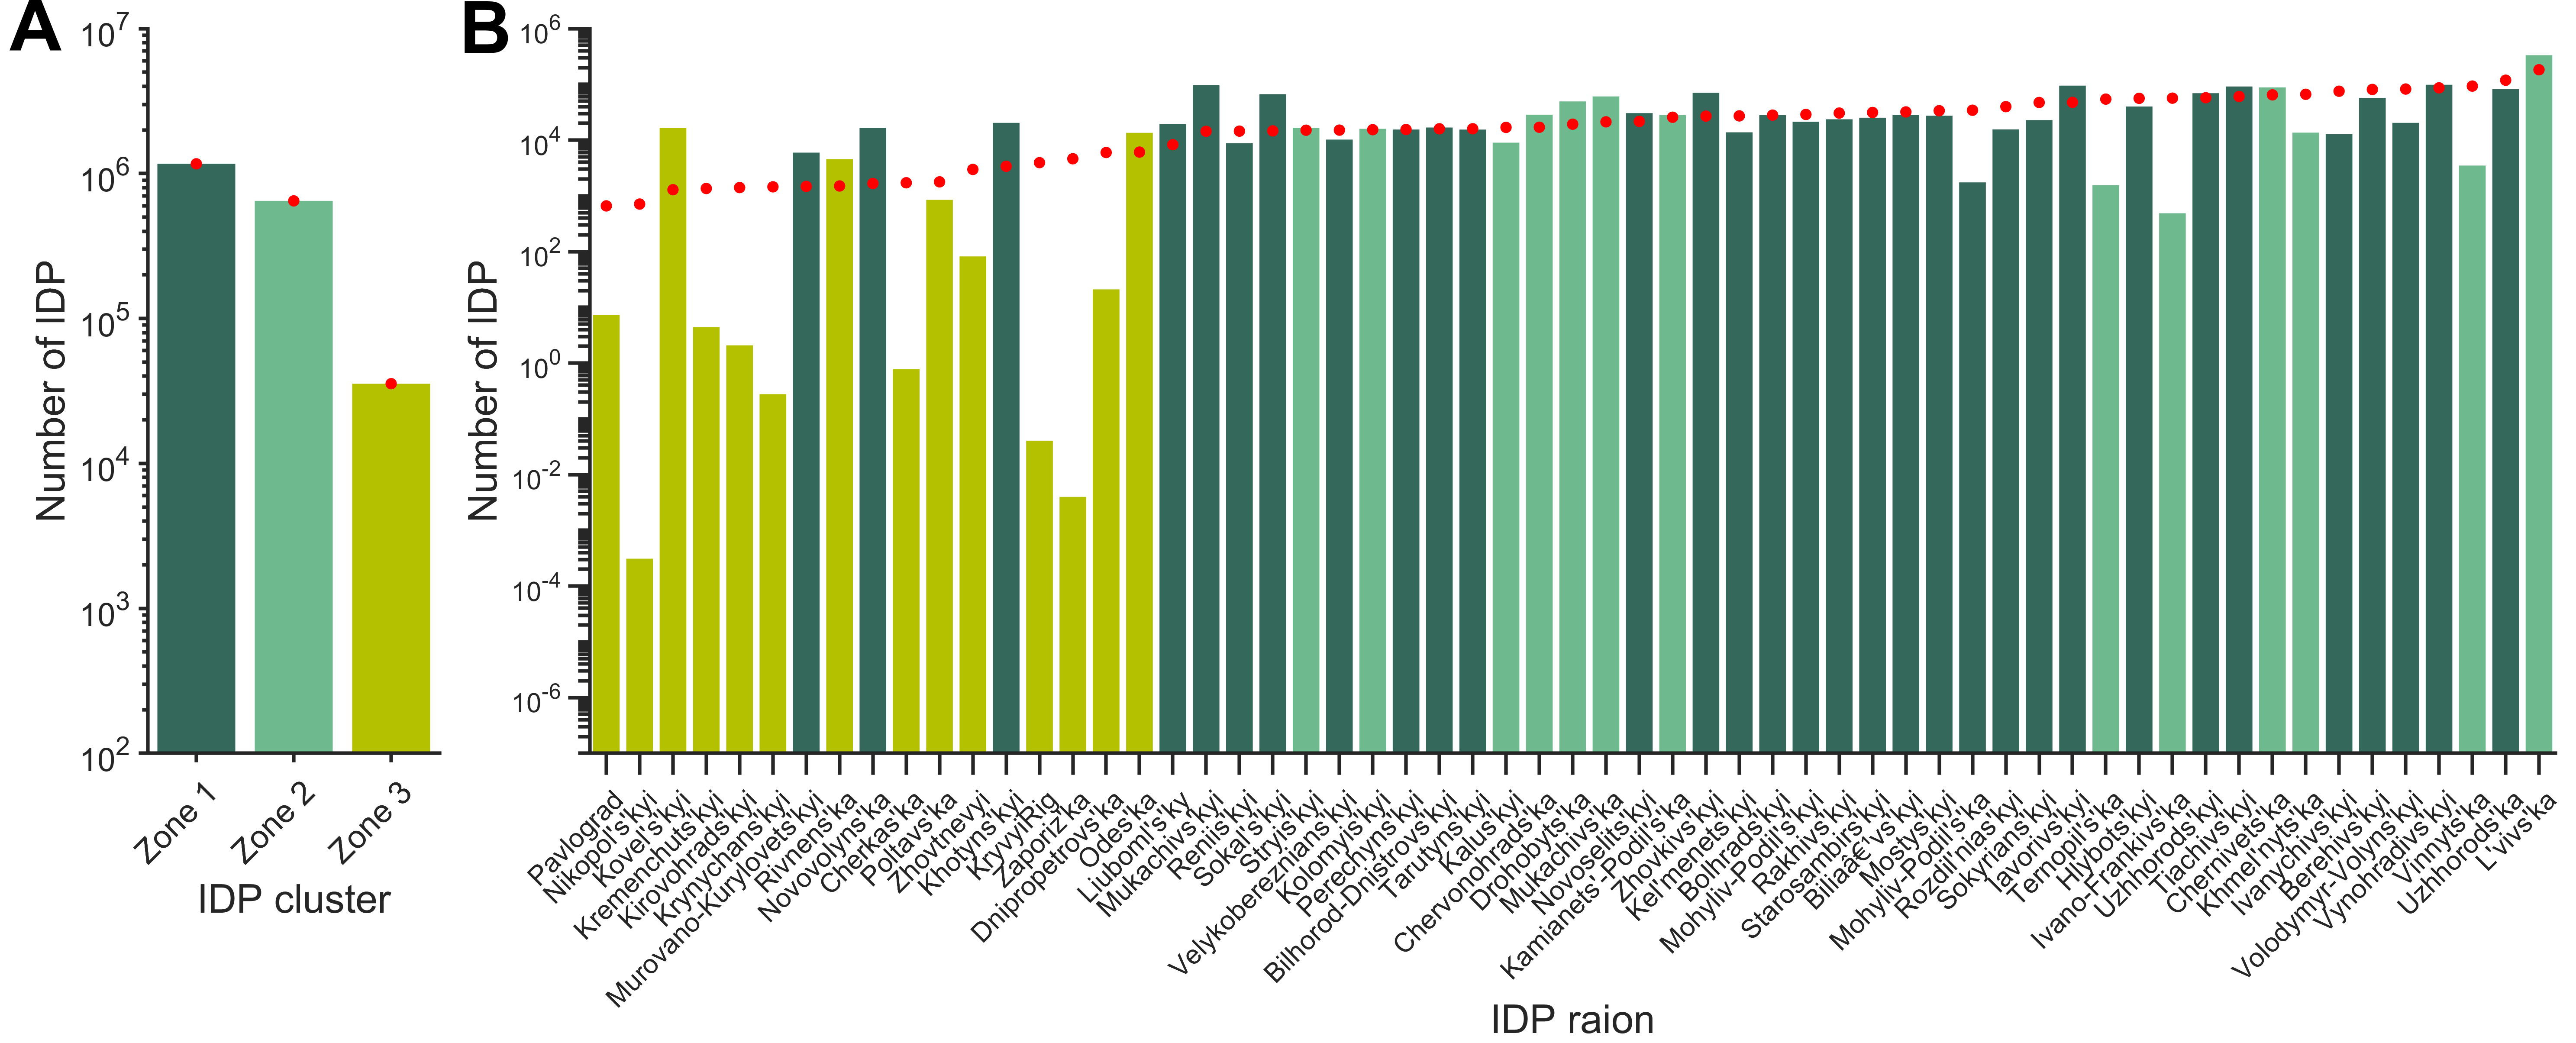 A
10^7
10^6
10^5
10^4
10^3
10^2
Number of IDP
Zone 1
Zone 2
Zone 3
IDP cluster
B
10^6
10^4
10^2
10^0
10^-2
10^-4
10^-6
Number of IDP
Pavlograd
Nikopol's'kyi
Kovel's'kyi
Kremenchuts'kyi
Kirovohrads'kyi
Krynychans'kyi
Murovano-Kurylovets'kyi
Rivnens'ka
Novovolyns'ka
Cherkas'ka
Poltavs'ka
Zhovtnevyi
Khotyns'kyi
KryvyiRig
Zaporiz'ka
Dnipropetrovs'ka
Odes'ka
Liuboml's'ky
Mukachivs'kyi
Reniis'kyi
Sokal's'kyi
Stryis'kyi
Velykobereznians'kyi
Kolomyis'kyi
Perechyns'kyi
Bilhorod-Dnistrovs'kyi
Tarutyns'kyi
Kalus'kyi
Chervonohrads'ka
Drohobyts'ka
Mukachivs'ka
Novoselits'kyi
Kamianets'-Podil's'ka
Zhovkivs'kyi
Kel'menets'kyi
Bolhrads'kyi
Mohyliv-Podil's'kyi
Rakhivs'kyi
Starosambirs'kyi
Biliaâ€'vs'kyi
Mostys'kyi
Mohyliv-Podil's'ka
Rozdil'nias'kyi
Sokyrians'kyi
Iavorivs'kyi
Ternopil's'ka
Hlybots'kyi
Ivano-Frankivs'ka
Uzhhorods'kyi
Tiachivs'kyi
Chernivets'ka
Khmel'nyts'ka
Ivanychivs'kyi
Berehivs'kyi
Volodymyr-Volyns'kyi
Vynohradivs'kyi
Vinnyts'ka
Uzhhorods'ka
L'vivs'ka
IDP raion